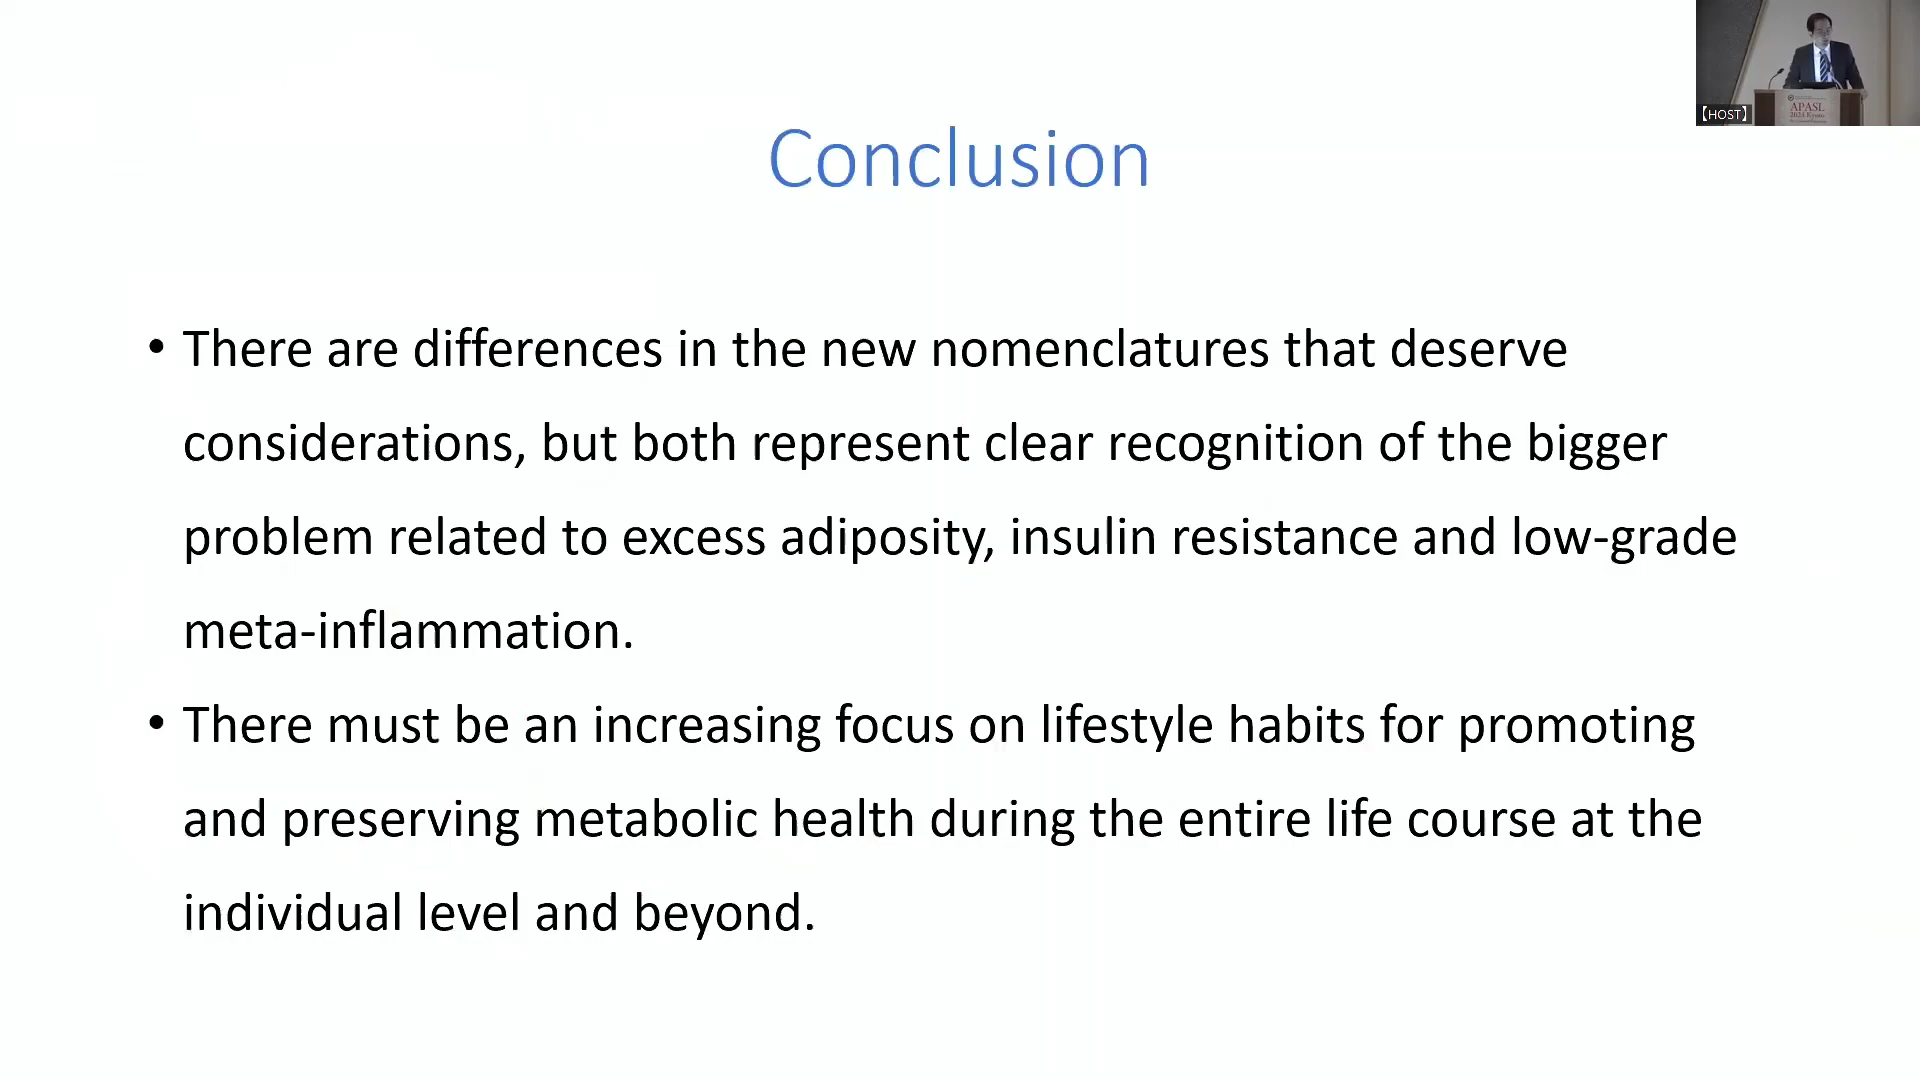 Conclusion
• There are differences in the new nomenclatures that deserve
considerations, but both represent clear recognition of the bigger
problem related to excess adiposity, insulin resistance and low-grade
meta-inflammation.
• There must be an increasing focus on lifestyle habits for promoting
and preserving metabolic health during the entire life course at the
individual level and beyond.
【HOST】
APASL
2024 Kyoto